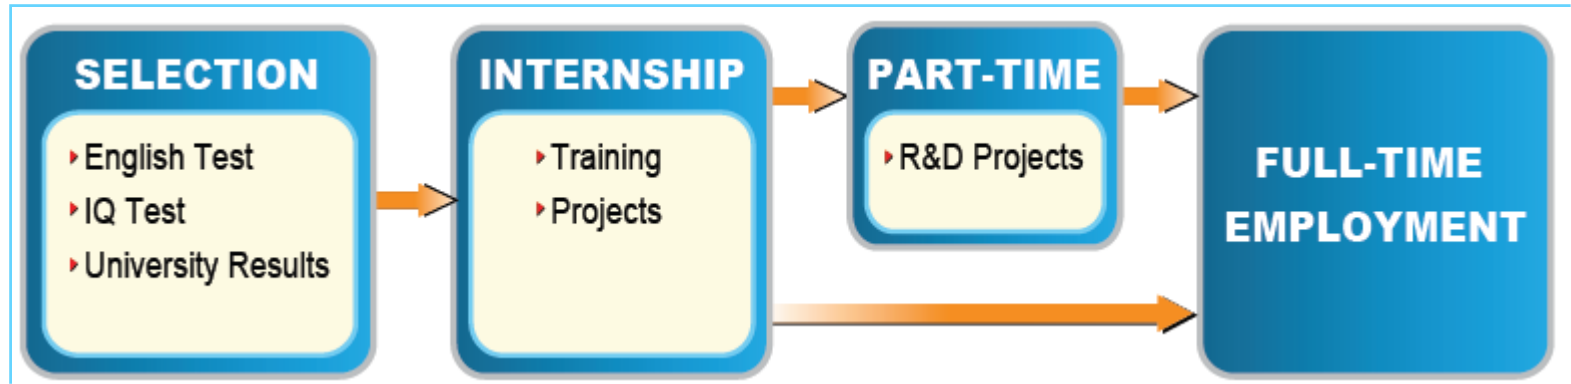 SELECTION
English Test
IQ Test
University Results
INTERNSHIP
Training
Projects
PART-TIME
R&D Projects
FULL-TIME
EMPLOYMENT